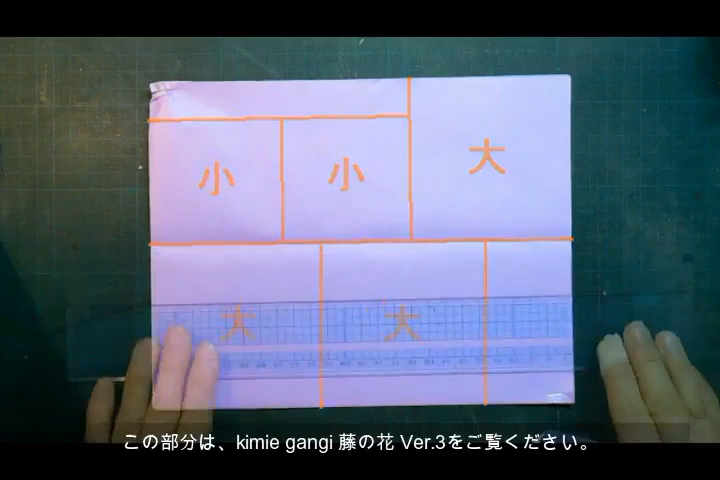 小 小 大
大 大
この部分は、kimie gangi 藤の花 Ver.3をご覧ください。